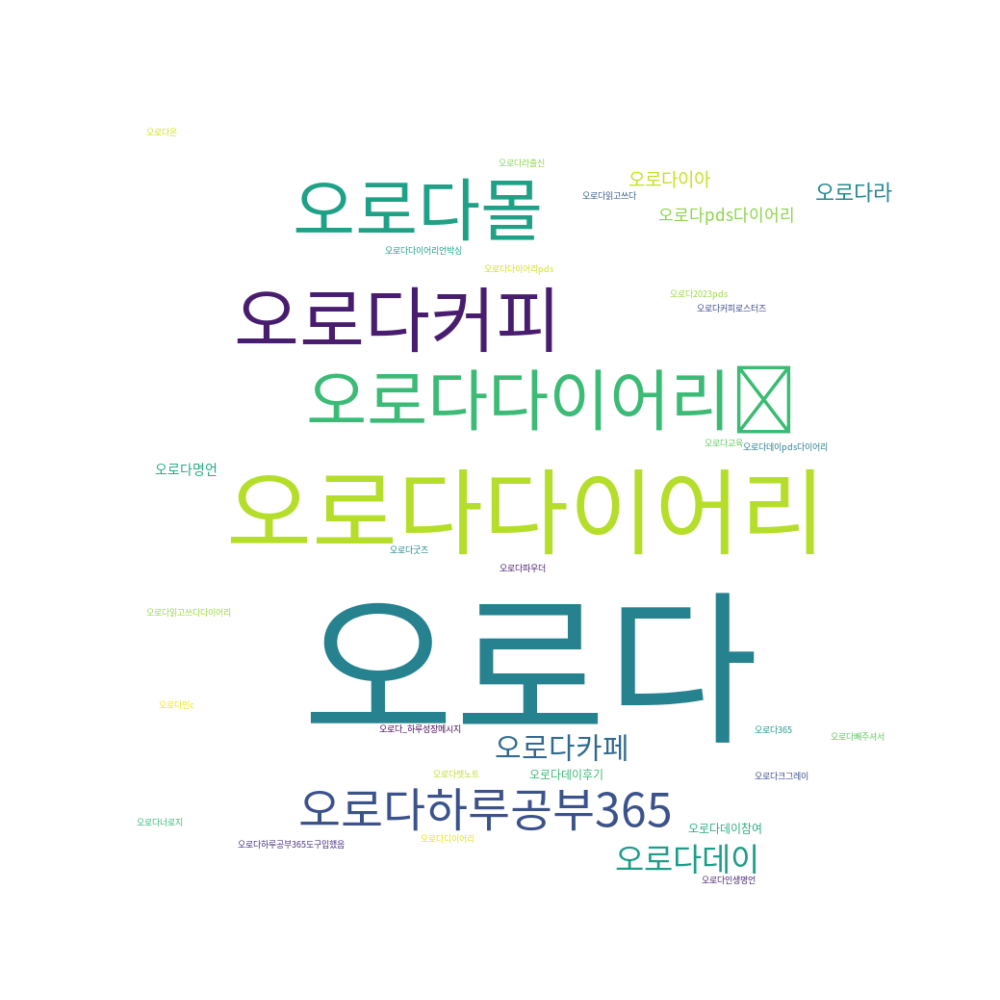 오로다온
오로다라출신
오로다이아
오로다몰
오로다읽고쓰다
오로다라
오로다pds다이어리
오로다다이어리언박싱
오로다다이어리pds
오로다2023pds
오로다커피
오로다커피로스터즈
오로다다이어리
오로다교육
오로다데이pds다이어리
오로다명언
오로다다이어리
오로다굿즈
오로다파우더
오로다읽고쓰다다이어리
오로다
오로다민c
오로다_하루성장메시지
오로다365
오로다빼주셔서
오로다카페
오로다렛노트
오로다데이후기
오로다크그레이
오로다하루공부365
오로다너로지
오로다데이참여
오로다디이어리
오로다하루공부365도구입했음
오로다데이
오로다인생명언